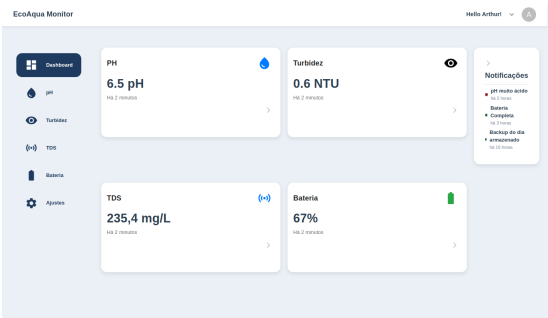 EcoAqua Monitor
Hello Arthur!
A
Dashboard
pH
Turbidez
TDS
Bateria
Ajustes
PH
6.5 pH
Há 2 minutos
Turbidez
0.6 NTU
Há 2 minutos
TDS
235,4 mg/L
Há 2 minutos
Bateria
67%
Há 2 minutos
Notificações
pH muito ácido
há 3 horas
Bateria
Completa
há 3 horas
Backup do dia
armazenado
há 10 horas